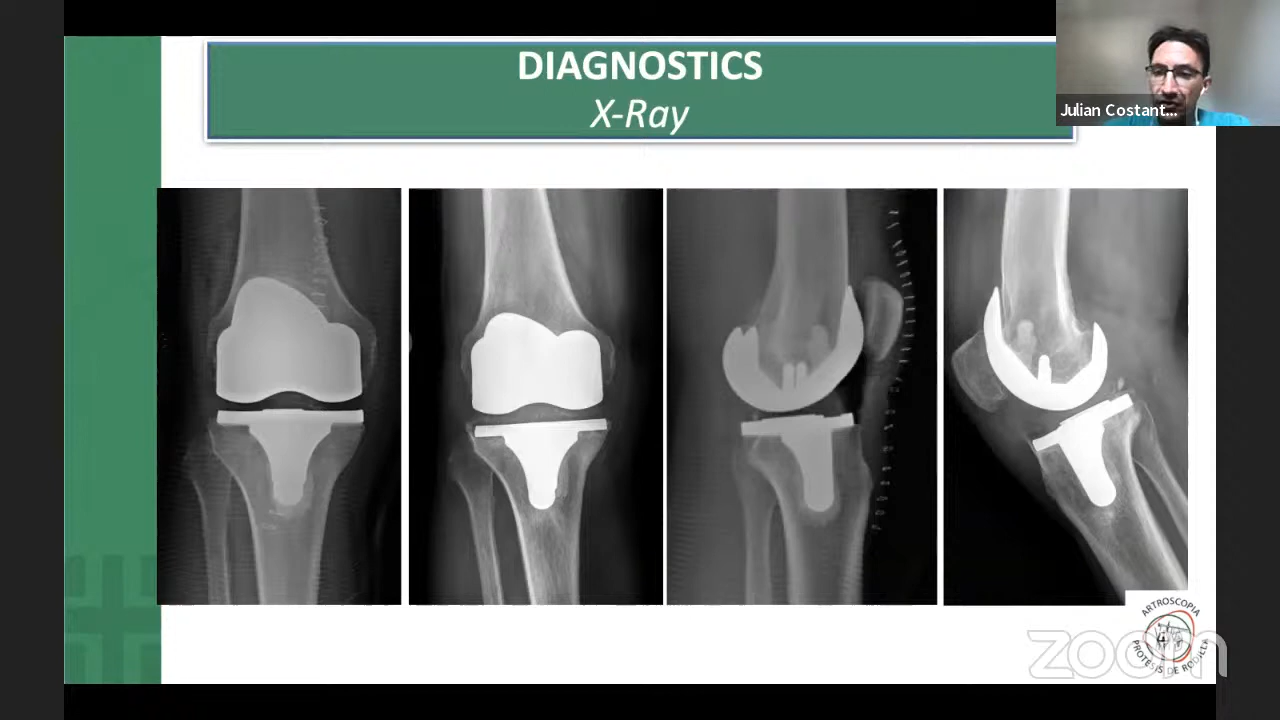 DIAGNOSTICS
X-Ray
Julian Costant...
ARTROSCOPIA
PROTESIS DE RODILLA
zoom